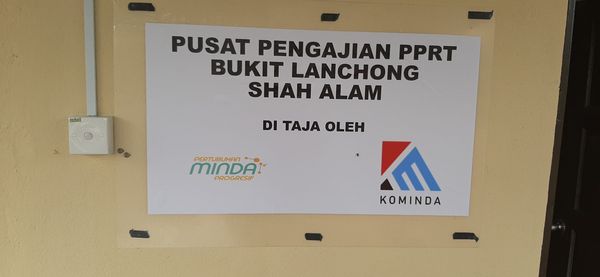 PUSAT PENGAJIAN PPRT
BUKIT LANCHONG
SHAH ALAM
DI TAJA OLEH
PERTUBUHAN
MINDA
PROGRESIF
KOMINDA